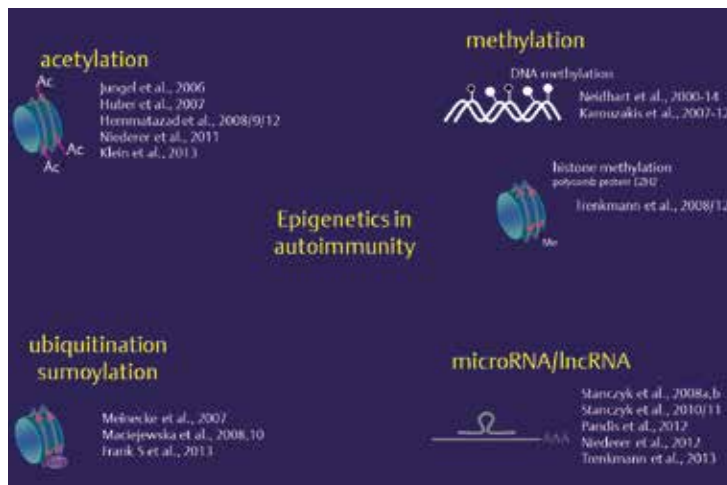 acetylation
Ac
Jungel et al., 2006
Huber et al., 2007
Hemmatazad et al., 2008/9/12
Niederer et al., 2011
Klein et al., 2013
Ac
Ac
methylation
DNA methylation
Neidhart et al., 2000-14
Karouzakis et al., 2007-12
histone methylation
polycomb protein EZH2
Trenkmann et al., 2008/12
Me
Epigenetics in
autoimmunity
ubiquitination
sumoylation
Meinecke et al., 2007
Maciejewska et al., 2008,10
Frank S et al., 2013
microRNA/lncRNA
Stanczyk et al., 2008a,b
Stanczyk et al., 2010/11
Pandis et al., 2012
Niederer et al., 2012
Trenkmann et al., 2013
AAA